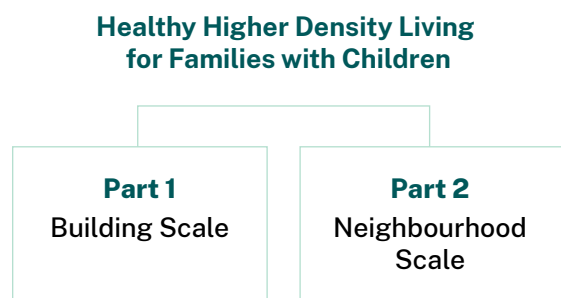 Healthy Higher Density Living
for Families with Children
Part 1
Building Scale
Part 2
Neighbourhood
Scale